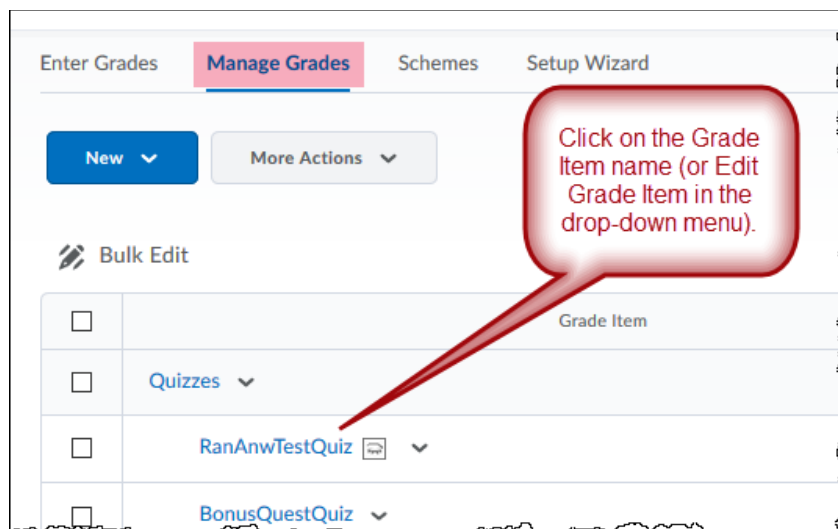 Enter Grades Manage Grades Schemes Setup Wizard
New More Actions
Click on the Grade
Item name (or Edit
Grade Item in the
drop-down menu).
Bulk Edit
Grade Item
Quizzes
RanAnwTestQuiz
BonusQuestQuiz